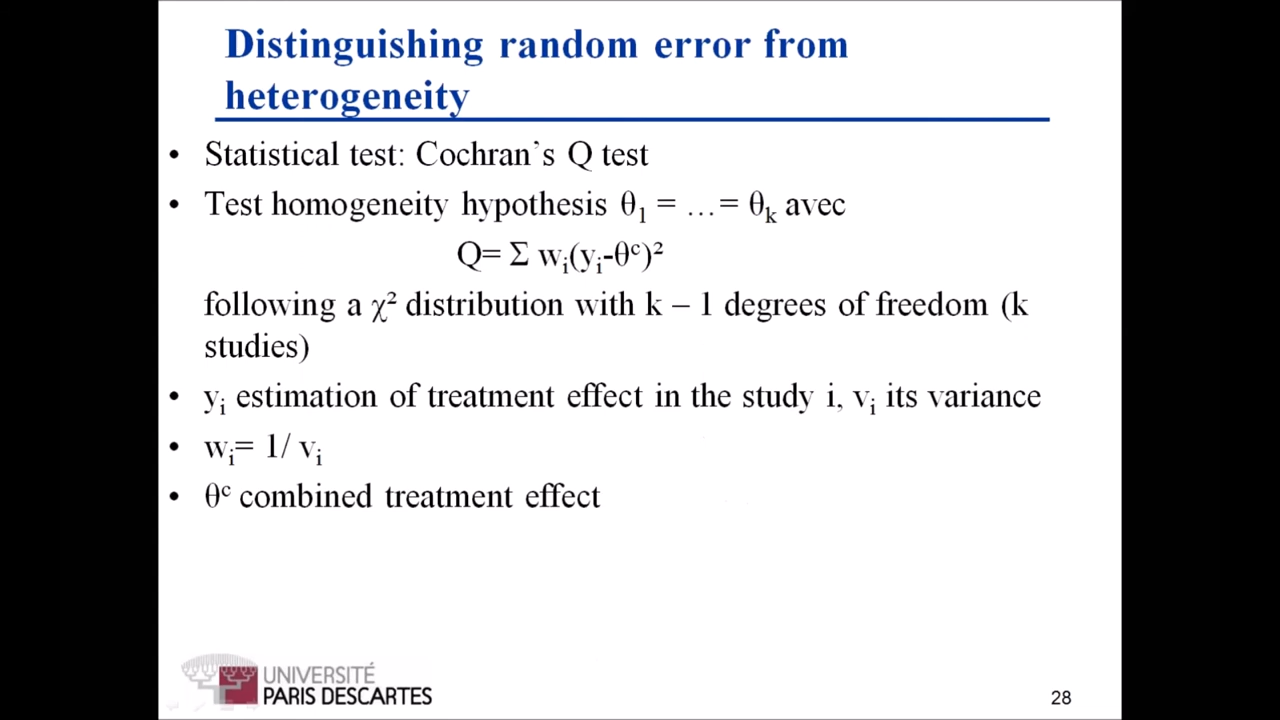 Distinguishing random error from
heterogeneity
• Statistical test: Cochran's Q test
• Test homogeneity hypothesis θ₁ = …= θₖ avec
Q= Σ wᵢ(yᵢ-θᶜ)²
following a χ² distribution with k – 1 degrees of freedom (k
studies)
• yᵢ estimation of treatment effect in the study i, vᵢ its variance
• wᵢ= 1/ vᵢ
• θᶜ combined treatment effect
UNIVERSITÉ
PARIS DESCARTES
28